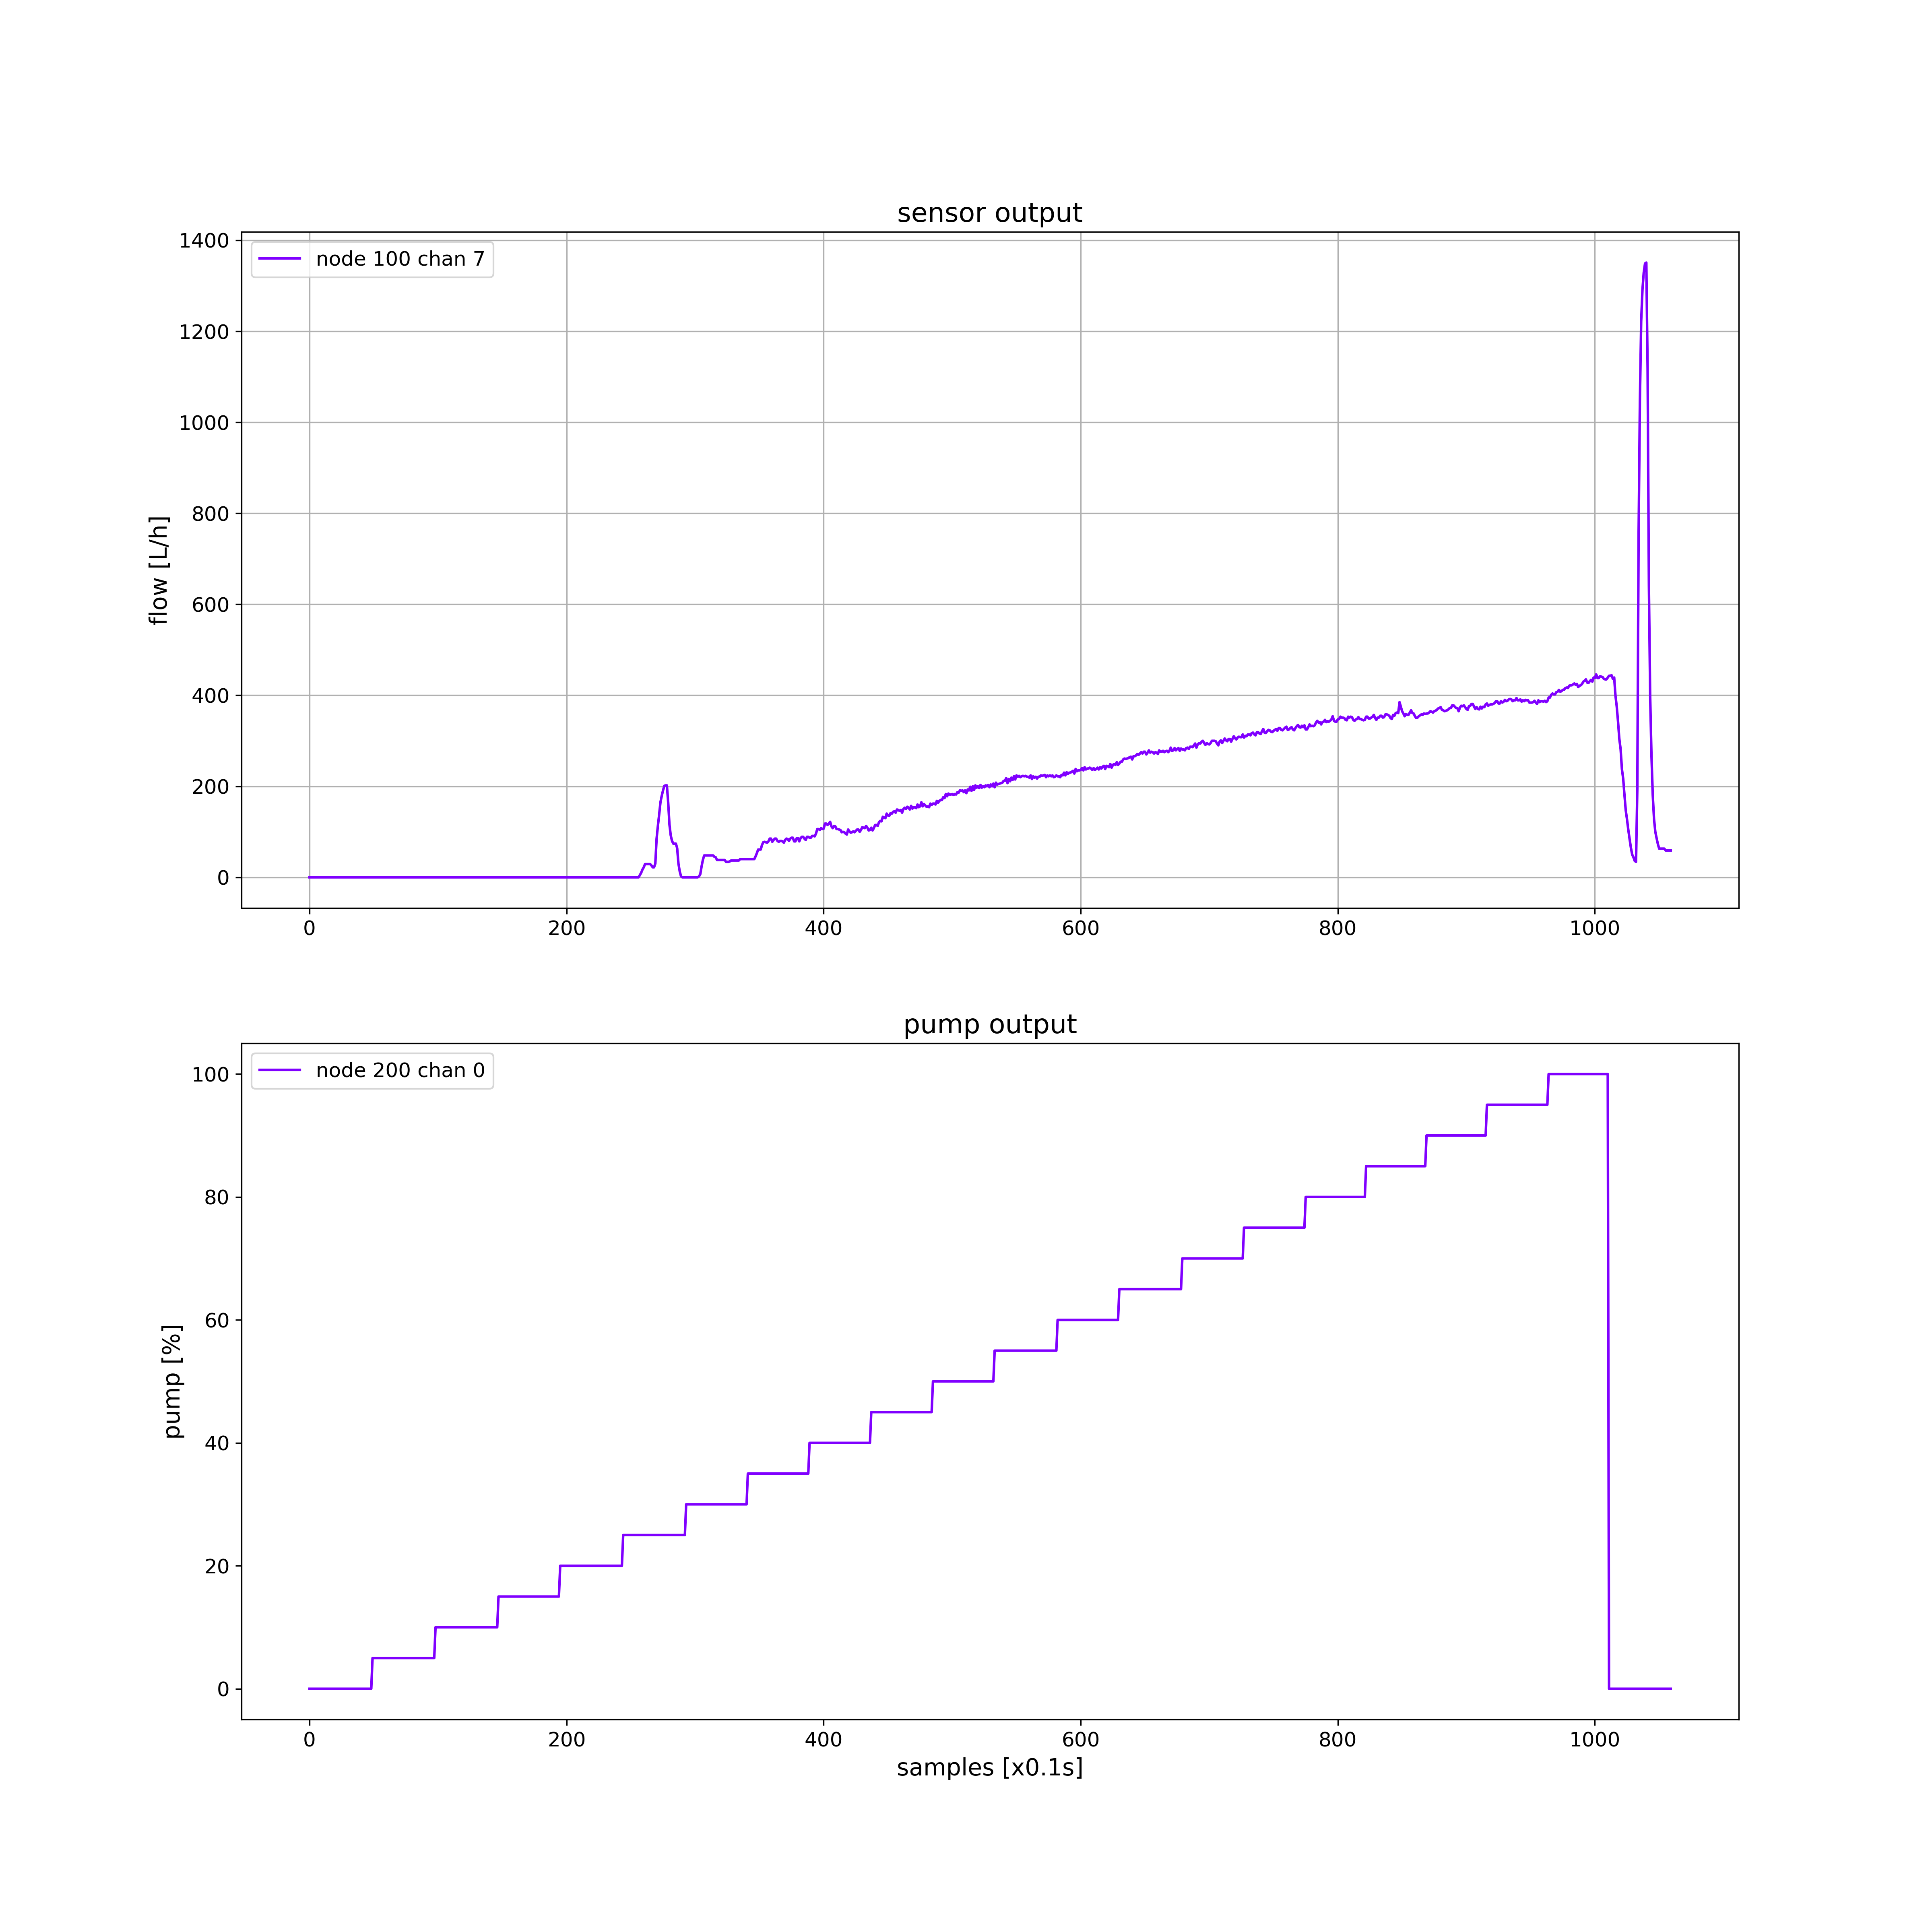 sensor output
1400
node 100 chan 7
1200
1000
800
600
400
200
0
flow [L/h]
0 200 400 600 800 1000
pump output
100
node 200 chan 0
80
60
40
20
0
pump [%]
0 200 400 600 800 1000
samples [x0.1s]